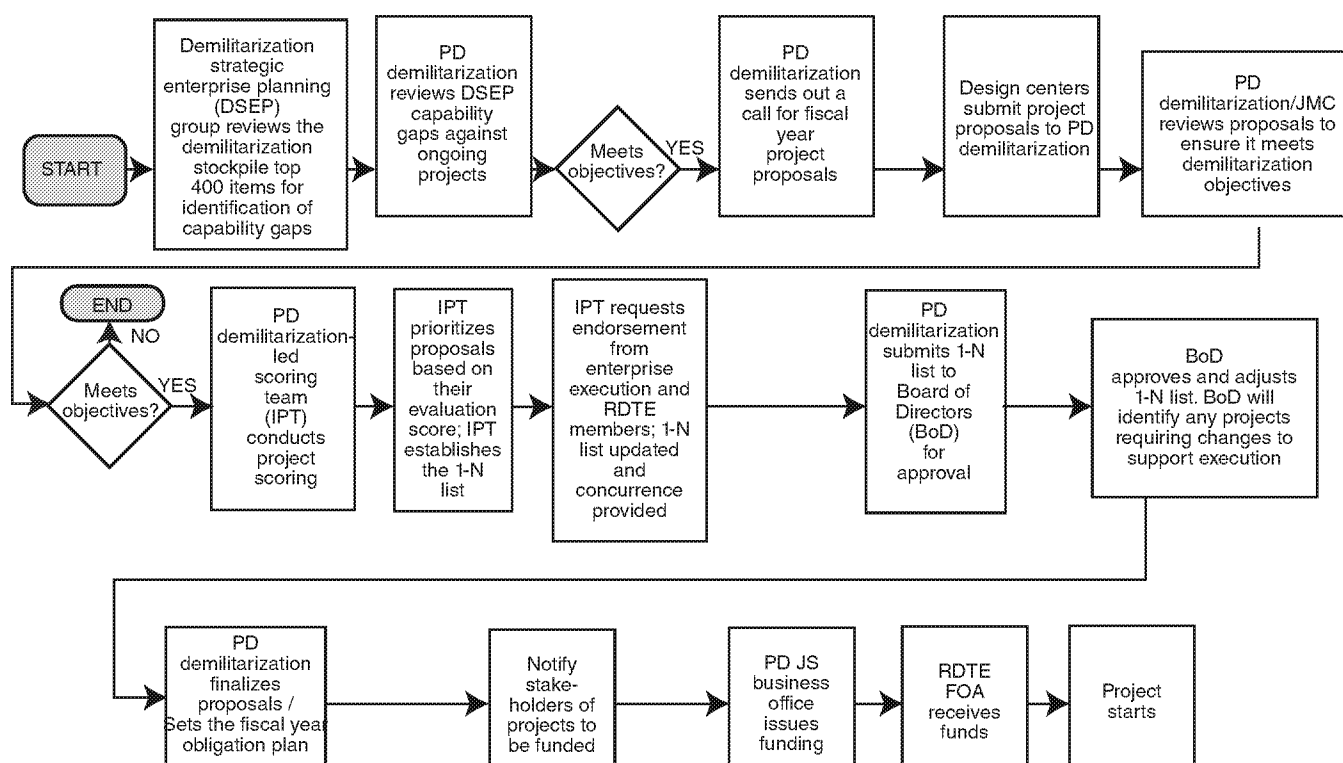 START
Demilitarization
strategic
enterprise planning
(DSEP)
group reviews the
demilitarization
stockpile top
400 items for
identification of
capability gaps
PD
demilitarization
reviews DSEP
capability
gaps against
ongoing
projects
Meets
objectives?
YES
PD
demilitarization
sends out a
call for fiscal
year
project
proposals
Design centers
submit project
proposals to PD
demilitarization
PD
demilitarization/JMC
reviews proposals to
ensure it meets
demilitarization
objectives
END
NO
Meets
objectives?
YES
PD
demilitarization-
led
scoring
team
(IPT)
conducts
project
scoring
IPT
prioritizes
proposals
based on
their
evaluation
score; IPT
establishes
the 1-N
list
IPT requests
endorsement
from
enterprise
execution and
RDTE
members; 1-N
list updated
and
concurrence
provided
PD
demilitarization
submits 1-N
list to
Board of
Directors
(BoD)
for
approval
BoD
approves and adjusts
1-N list. BoD will
identify any projects
requiring changes to
support execution
PD
demilitarization
finalizes
proposals /
Sets the fiscal year
obligation plan
Notify
stake-
holders of
projects to
be funded
PD JS
business
office
issues
funding
RDTE
FOA
receives
funds
Project
starts